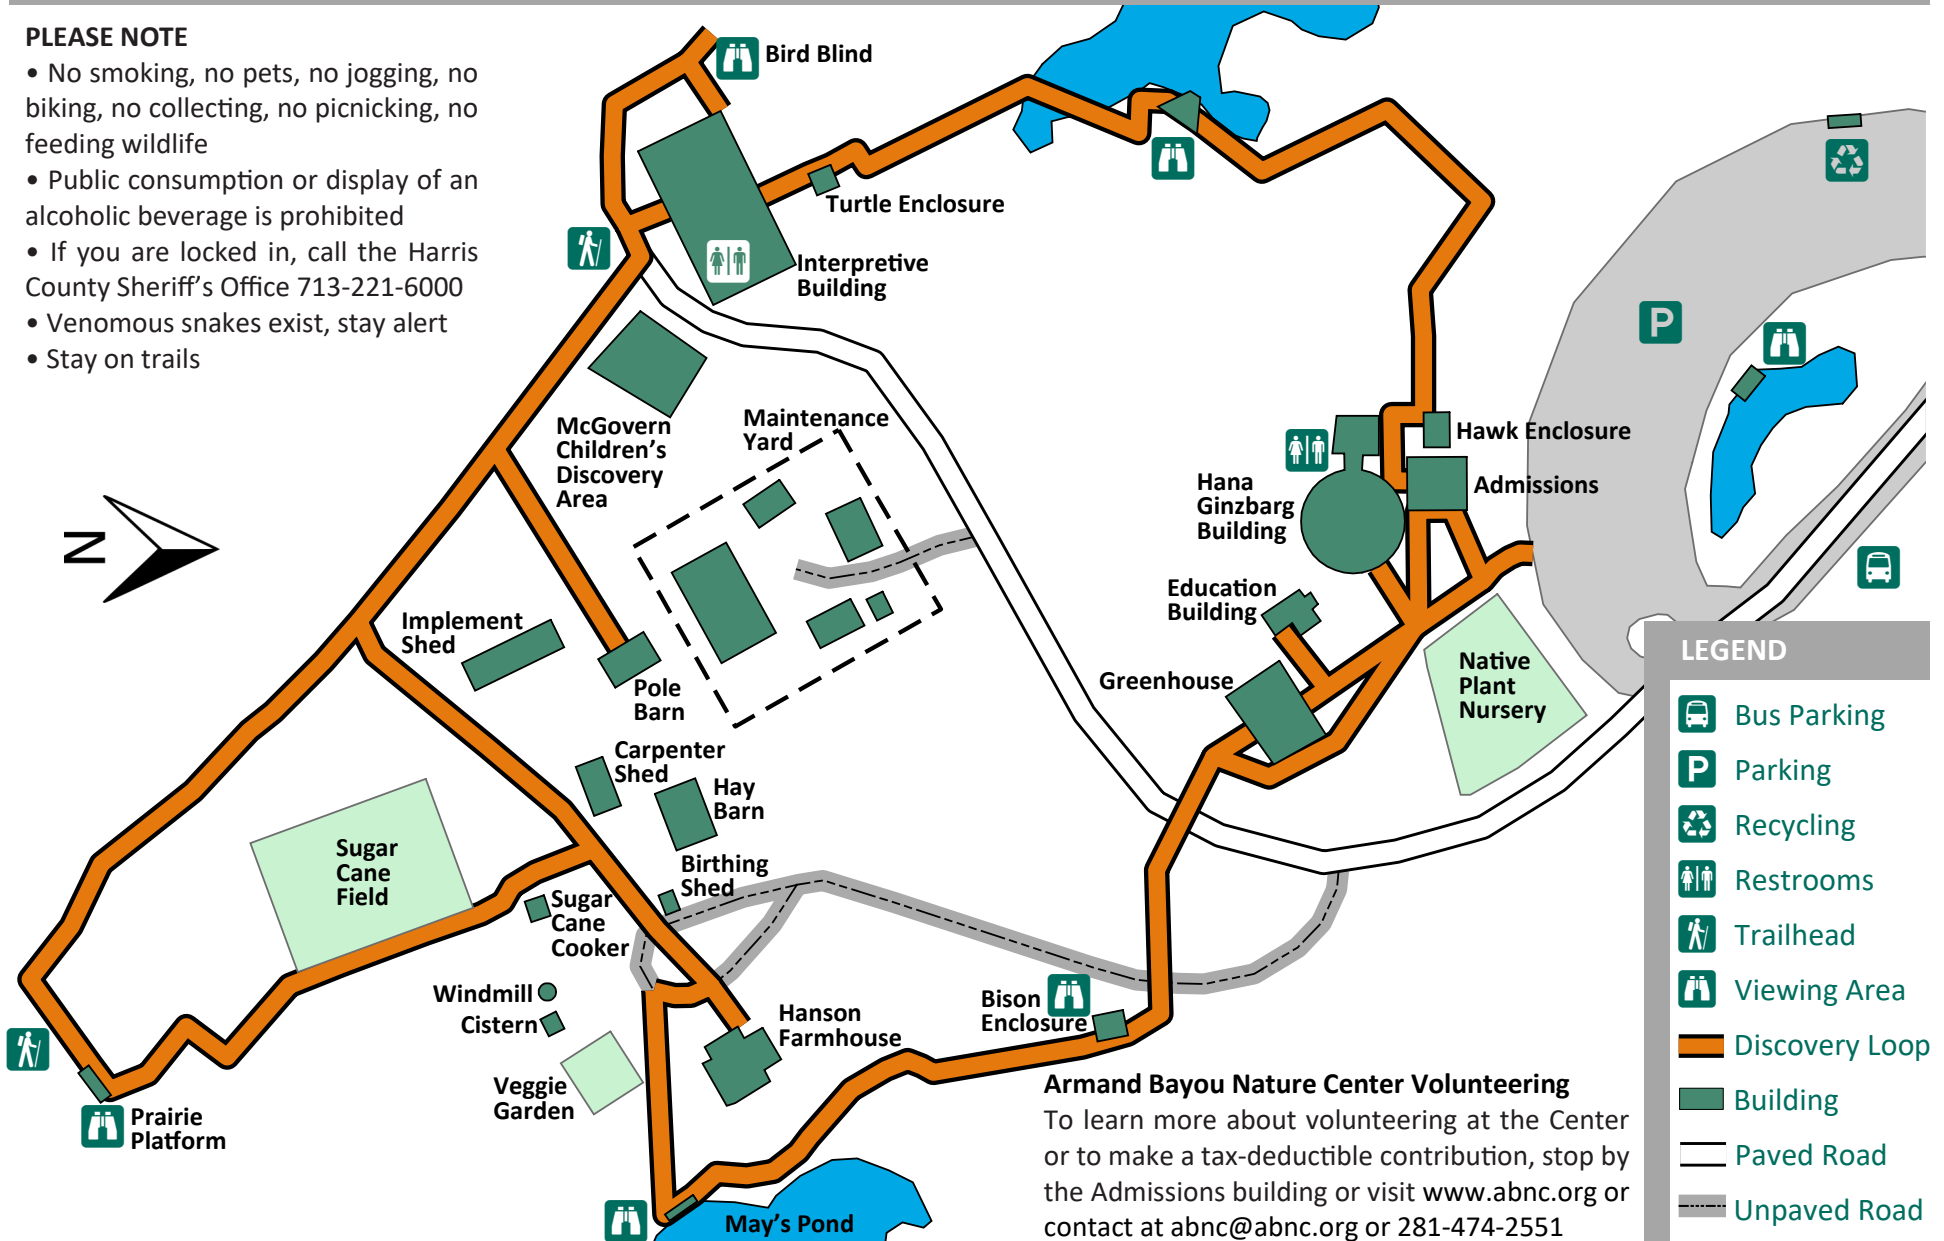 PLEASE NOTE
• No smoking, no pets, no jogging, no
biking, no collecting, no picnicking, no
feeding wildlife
• Public consumption or display of an
alcoholic beverage is prohibited
• If you are locked in, call the Harris
County Sheriff's Office 713-221-6000
• Venomous snakes exist, stay alert
• Stay on trails
Bird Blind
Turtle Enclosure
Interpretive
Building
McGovern
Children's
Discovery
Area
Maintenance
Yard
P
Hawk Enclosure
Admissions
Hana
Ginzbarg
Building
Education
Building
Greenhouse
Native
Plant
Nursery
N
Implement
Shed
Pole
Barn
Carpenter
Shed
Hay
Barn
Birthing
Shed
Sugar
Cane
Field
Sugar
Cane
Cooker
Windmill
Cistern
Veggie
Garden
Hanson
Farmhouse
Bison
Enclosure
Prairie
Platform
May's Pond
Armand Bayou Nature Center Volunteering
To learn more about volunteering at the Center
or to make a tax-deductible contribution, stop by
the Admissions building or visit www.abnc.org or
contact at abnc@abnc.org or 281-474-2551
LEGEND
Bus Parking
P Parking
Recycling
Restrooms
Trailhead
Viewing Area
Discovery Loop
Building
Paved Road
Unpaved Road